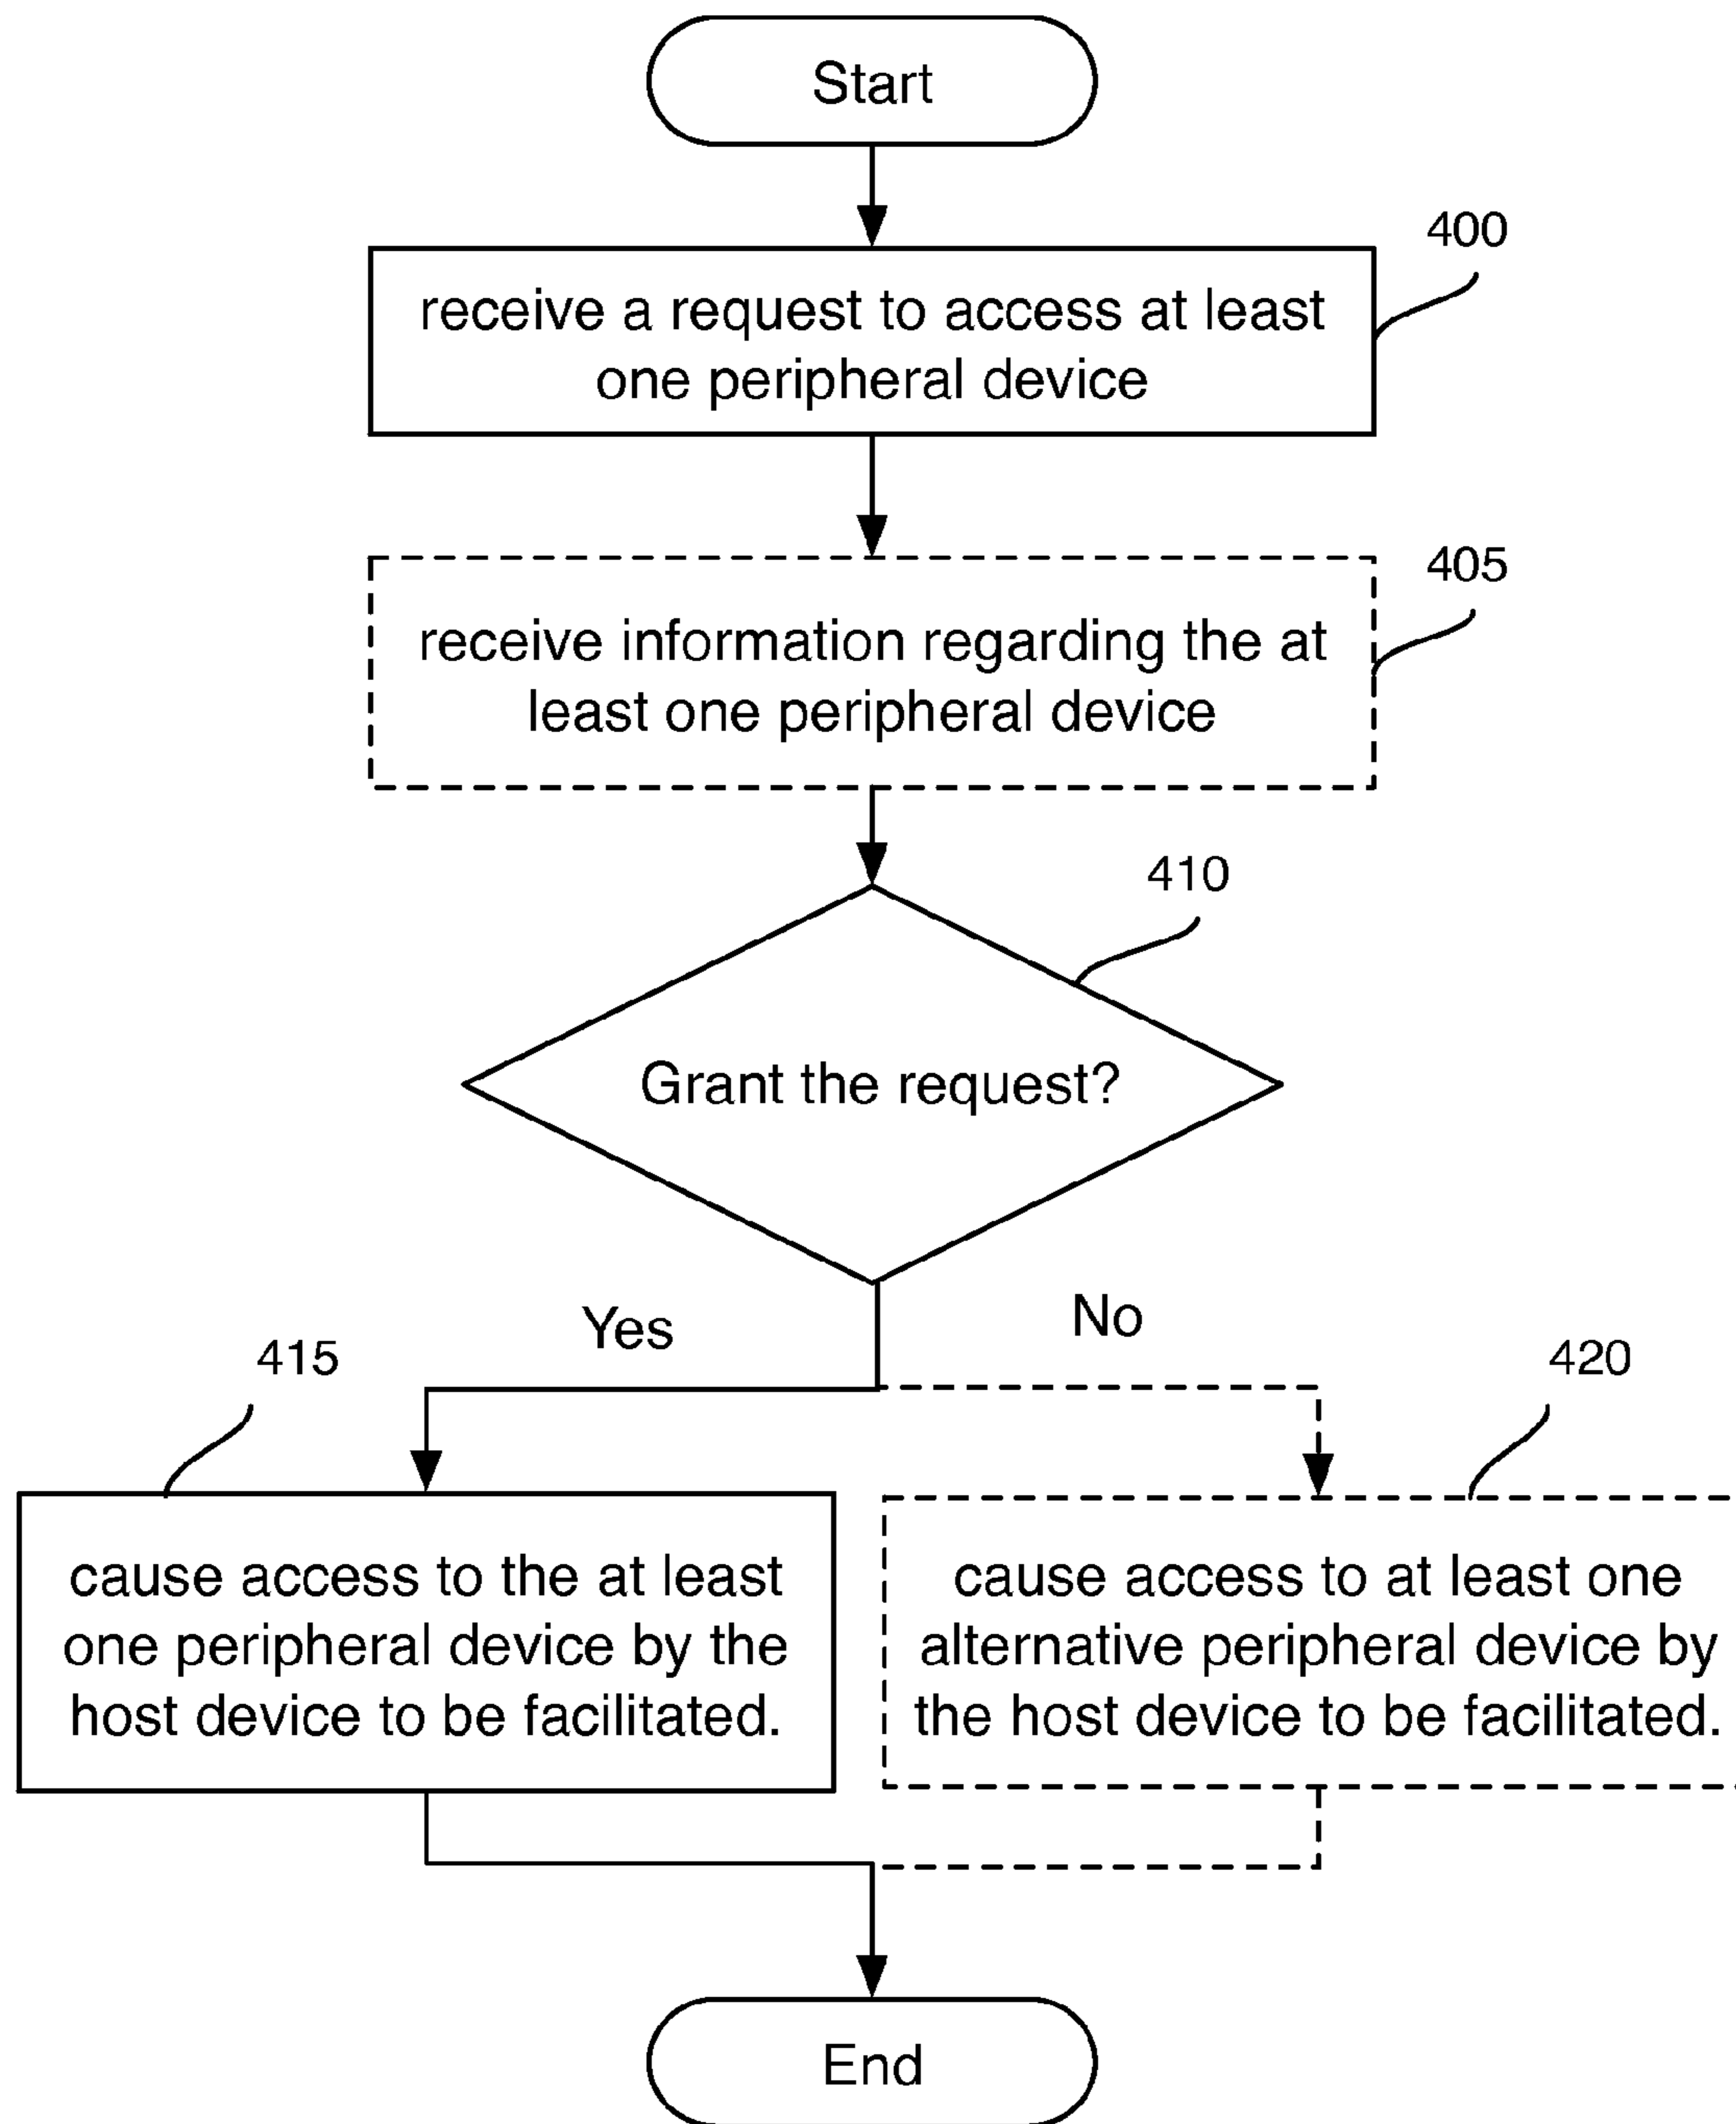 Start
400
receive a request to access at least
one peripheral device
405
receive information regarding the at
least one peripheral device
410
Grant the request?
Yes
No
415
420
cause access to the at least
one peripheral device by the
host device to be facilitated.
cause access to at least one
alternative peripheral device by
the host device to be facilitated.
End